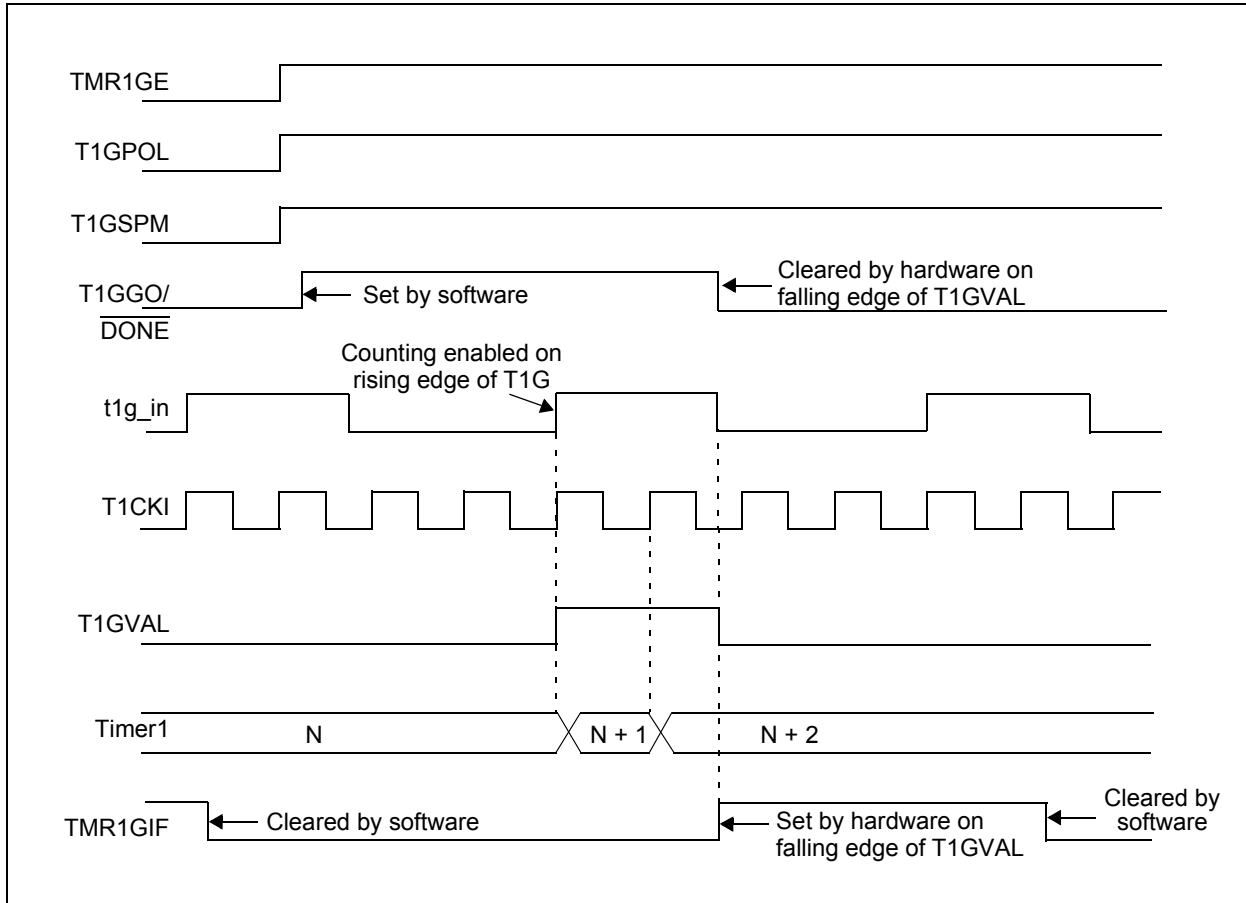 TMR1GE
T1GPOL
T1GSPM
T1GGO/
DONE
Set by software
Cleared by hardware on
falling edge of T1GVAL
Counting enabled on
rising edge of T1G
t1g_in
T1CKI
T1GVAL
Timer1
N
N + 1
N + 2
TMR1GIF
Cleared by software
Set by hardware on
falling edge of T1GVAL
Cleared by
software